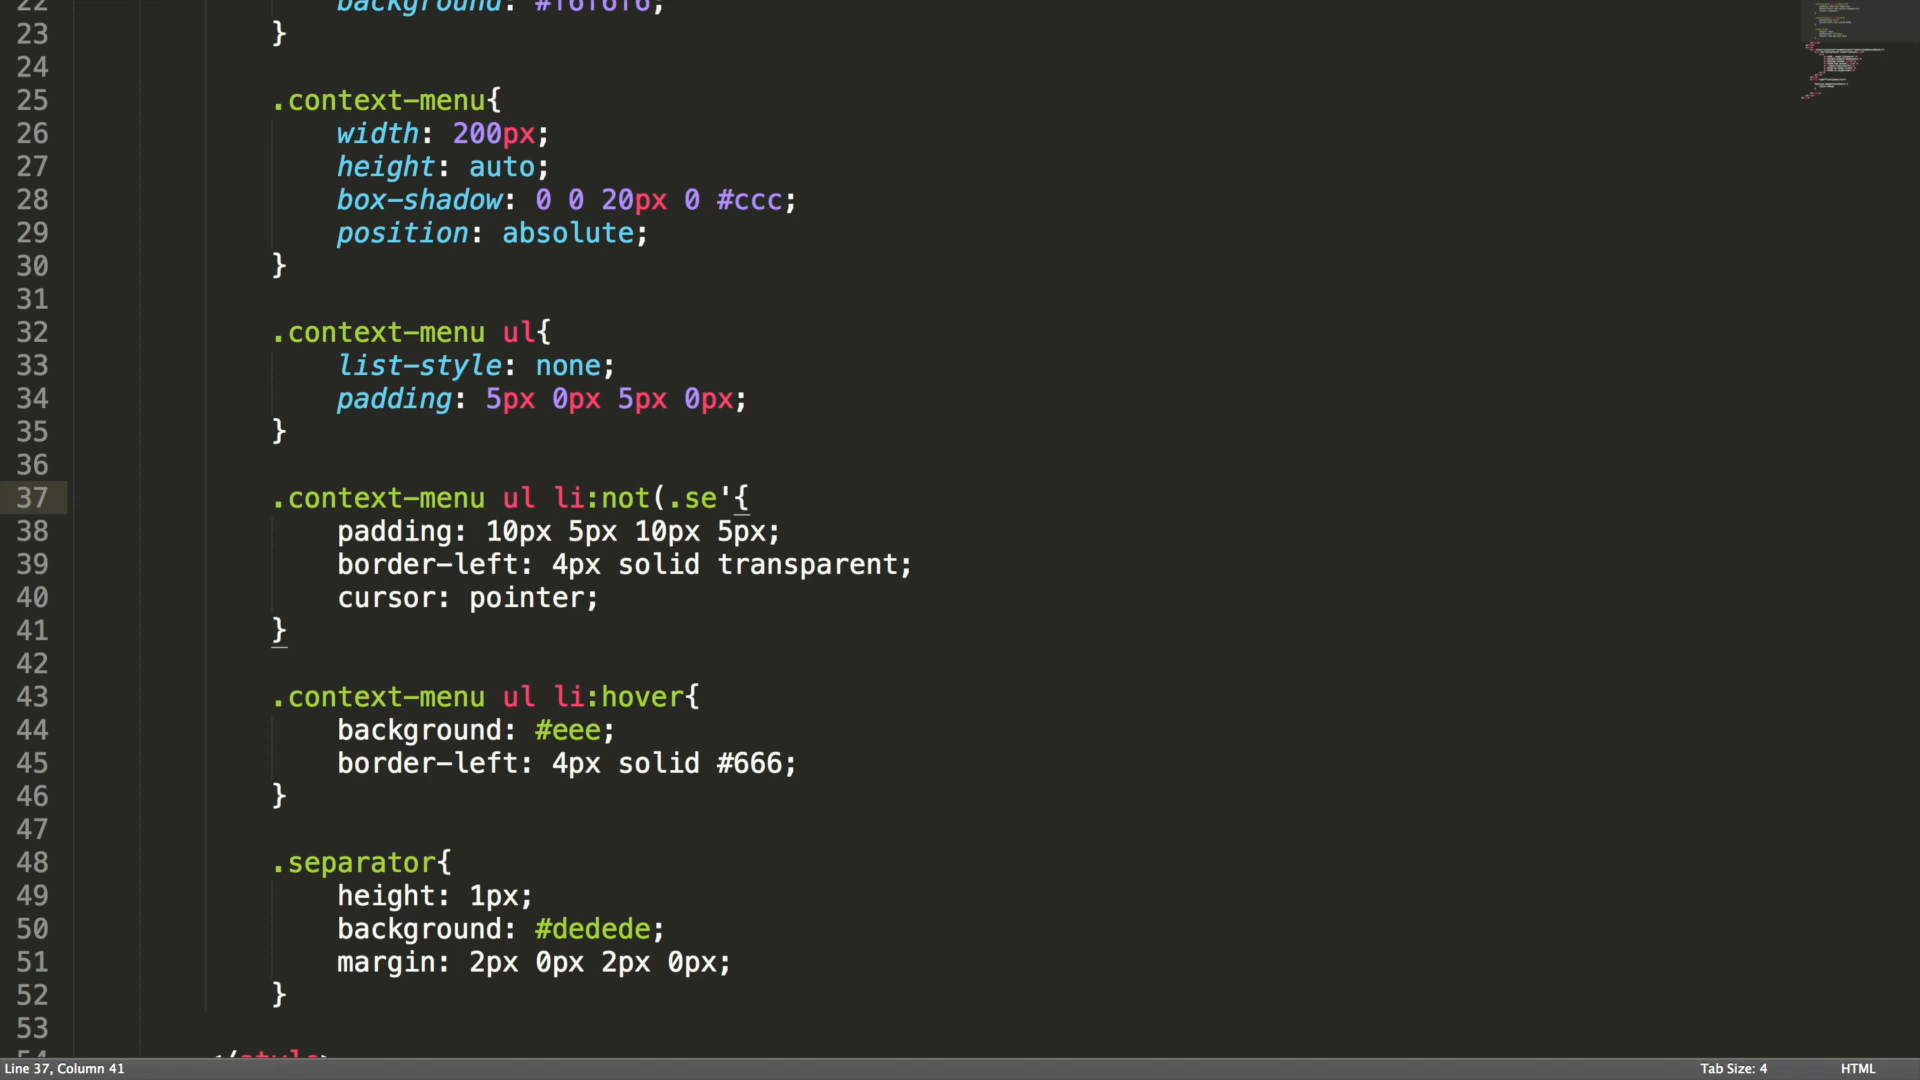 22 background: #f6f6f6;
23 }
24
25 .context-menu{
26 width: 200px;
27 height: auto;
28 box-shadow: 0 0 20px 0 #ccc;
29 position: absolute;
30 }
31
32 .context-menu ul{
33 list-style: none;
34 padding: 5px 0px 5px 0px;
35 }
36
37 .context-menu ul li:not(.se'{
38 padding: 10px 5px 10px 5px;
39 border-left: 4px solid transparent;
40 cursor: pointer;
41 }
42
43 .context-menu ul li:hover{
44 background: #eee;
45 border-left: 4px solid #666;
46 }
47
48 .separator{
49 height: 1px;
50 background: #dedede;
51 margin: 2px 0px 2px 0px;
52 }
53
54 </style>
Line 37, Column 41 Tab Size: 4 HTML